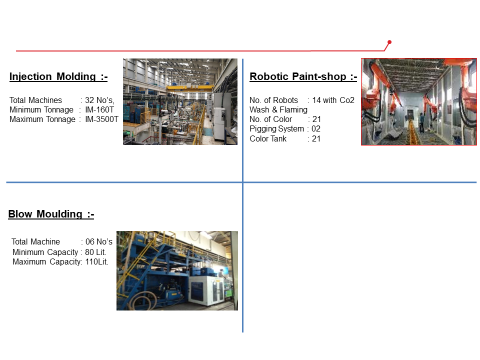 Injection Molding :-
Total Machines : 32 No's,
Minimum Tonnage : IM-160T
Maximum Tonnage : IM-3500T
Robotic Paint-shop :-
No. of Robots : 14 with Co2
Wash & Flaming
No. of Color : 21
Pigging System : 02
Color Tank : 21
Blow Moulding :-
Total Machine : 06 No's
Minimum Capacity : 80 Lit.
Maximum Capacity: 110Lit.